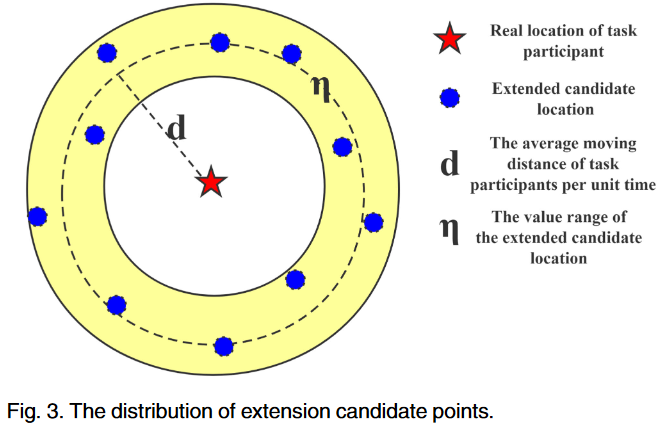 d
η
Real location of task
participant
Extended candidate
location
d
The average moving
distance of task
participants per unit time
η
The value range of
the extended candidate
location
Fig. 3. The distribution of extension candidate points.